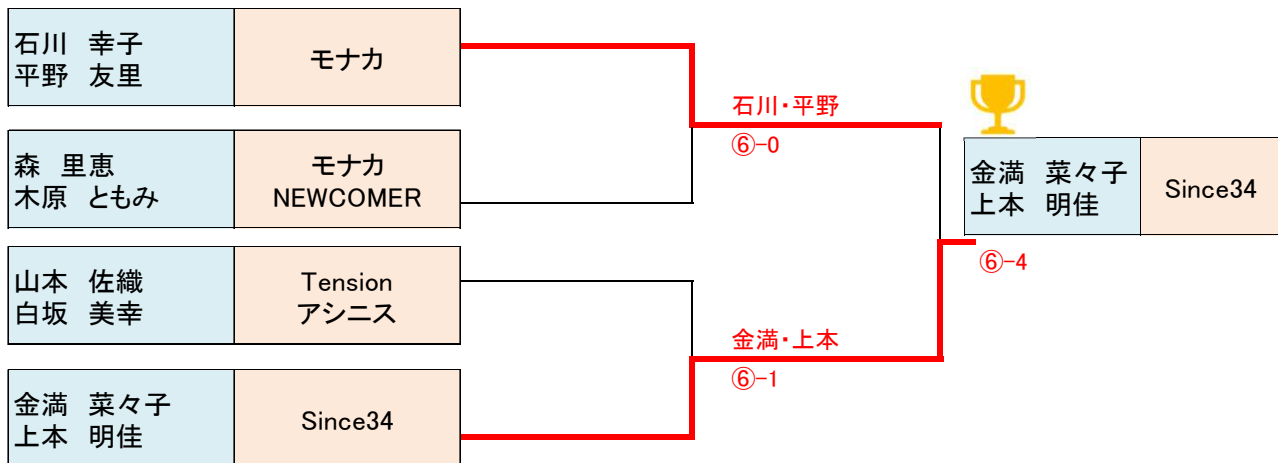 石川　幸子
平野　友里
モナカ
森　里恵
木原　ともみ
モナカ
NEWCOMER
山本　佐織
白坂　美幸
Tension
アシニス
金満　菜々子
上本　明佳
Since34
石川・平野
⑥-0
金満・上本
⑥-1
金満　菜々子
上本　明佳
Since34
⑥-4